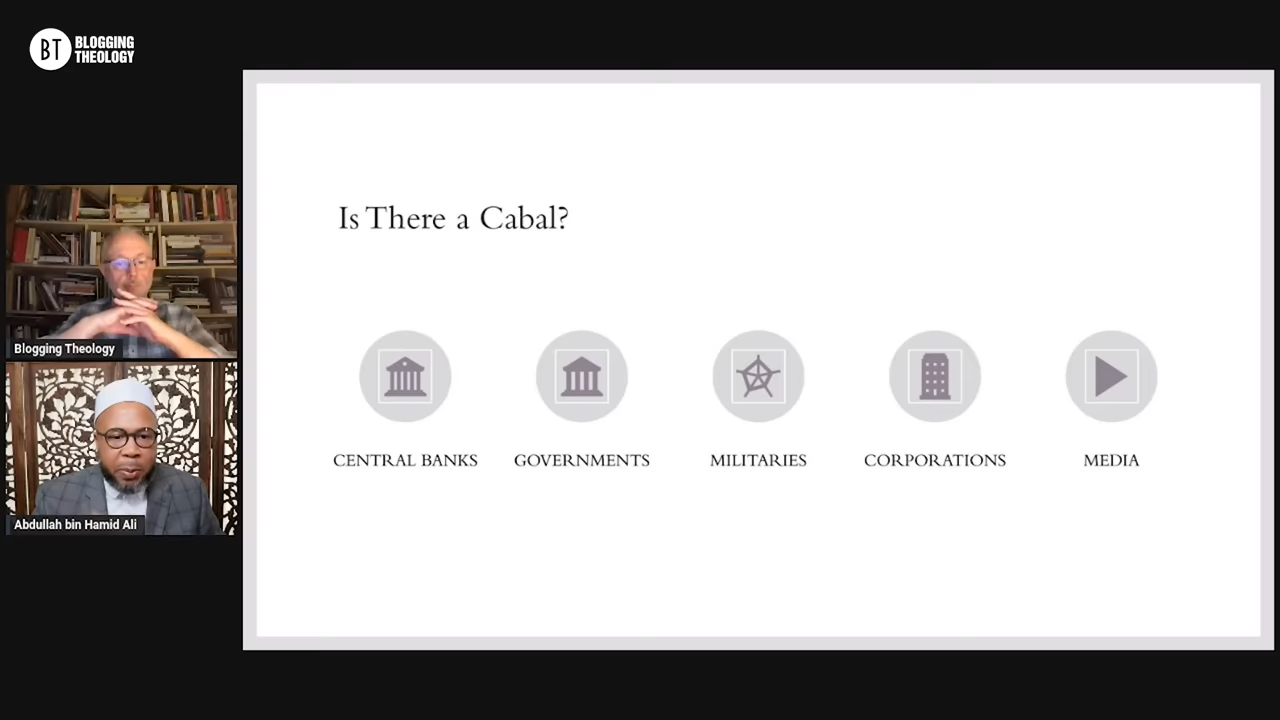 BT BLOGGING
THEOLOGY
Is There a Cabal?
Blogging Theology
CENTRAL BANKS GOVERNMENTS MILITARIES CORPORATIONS MEDIA
Abdullah bin Hamid Ali